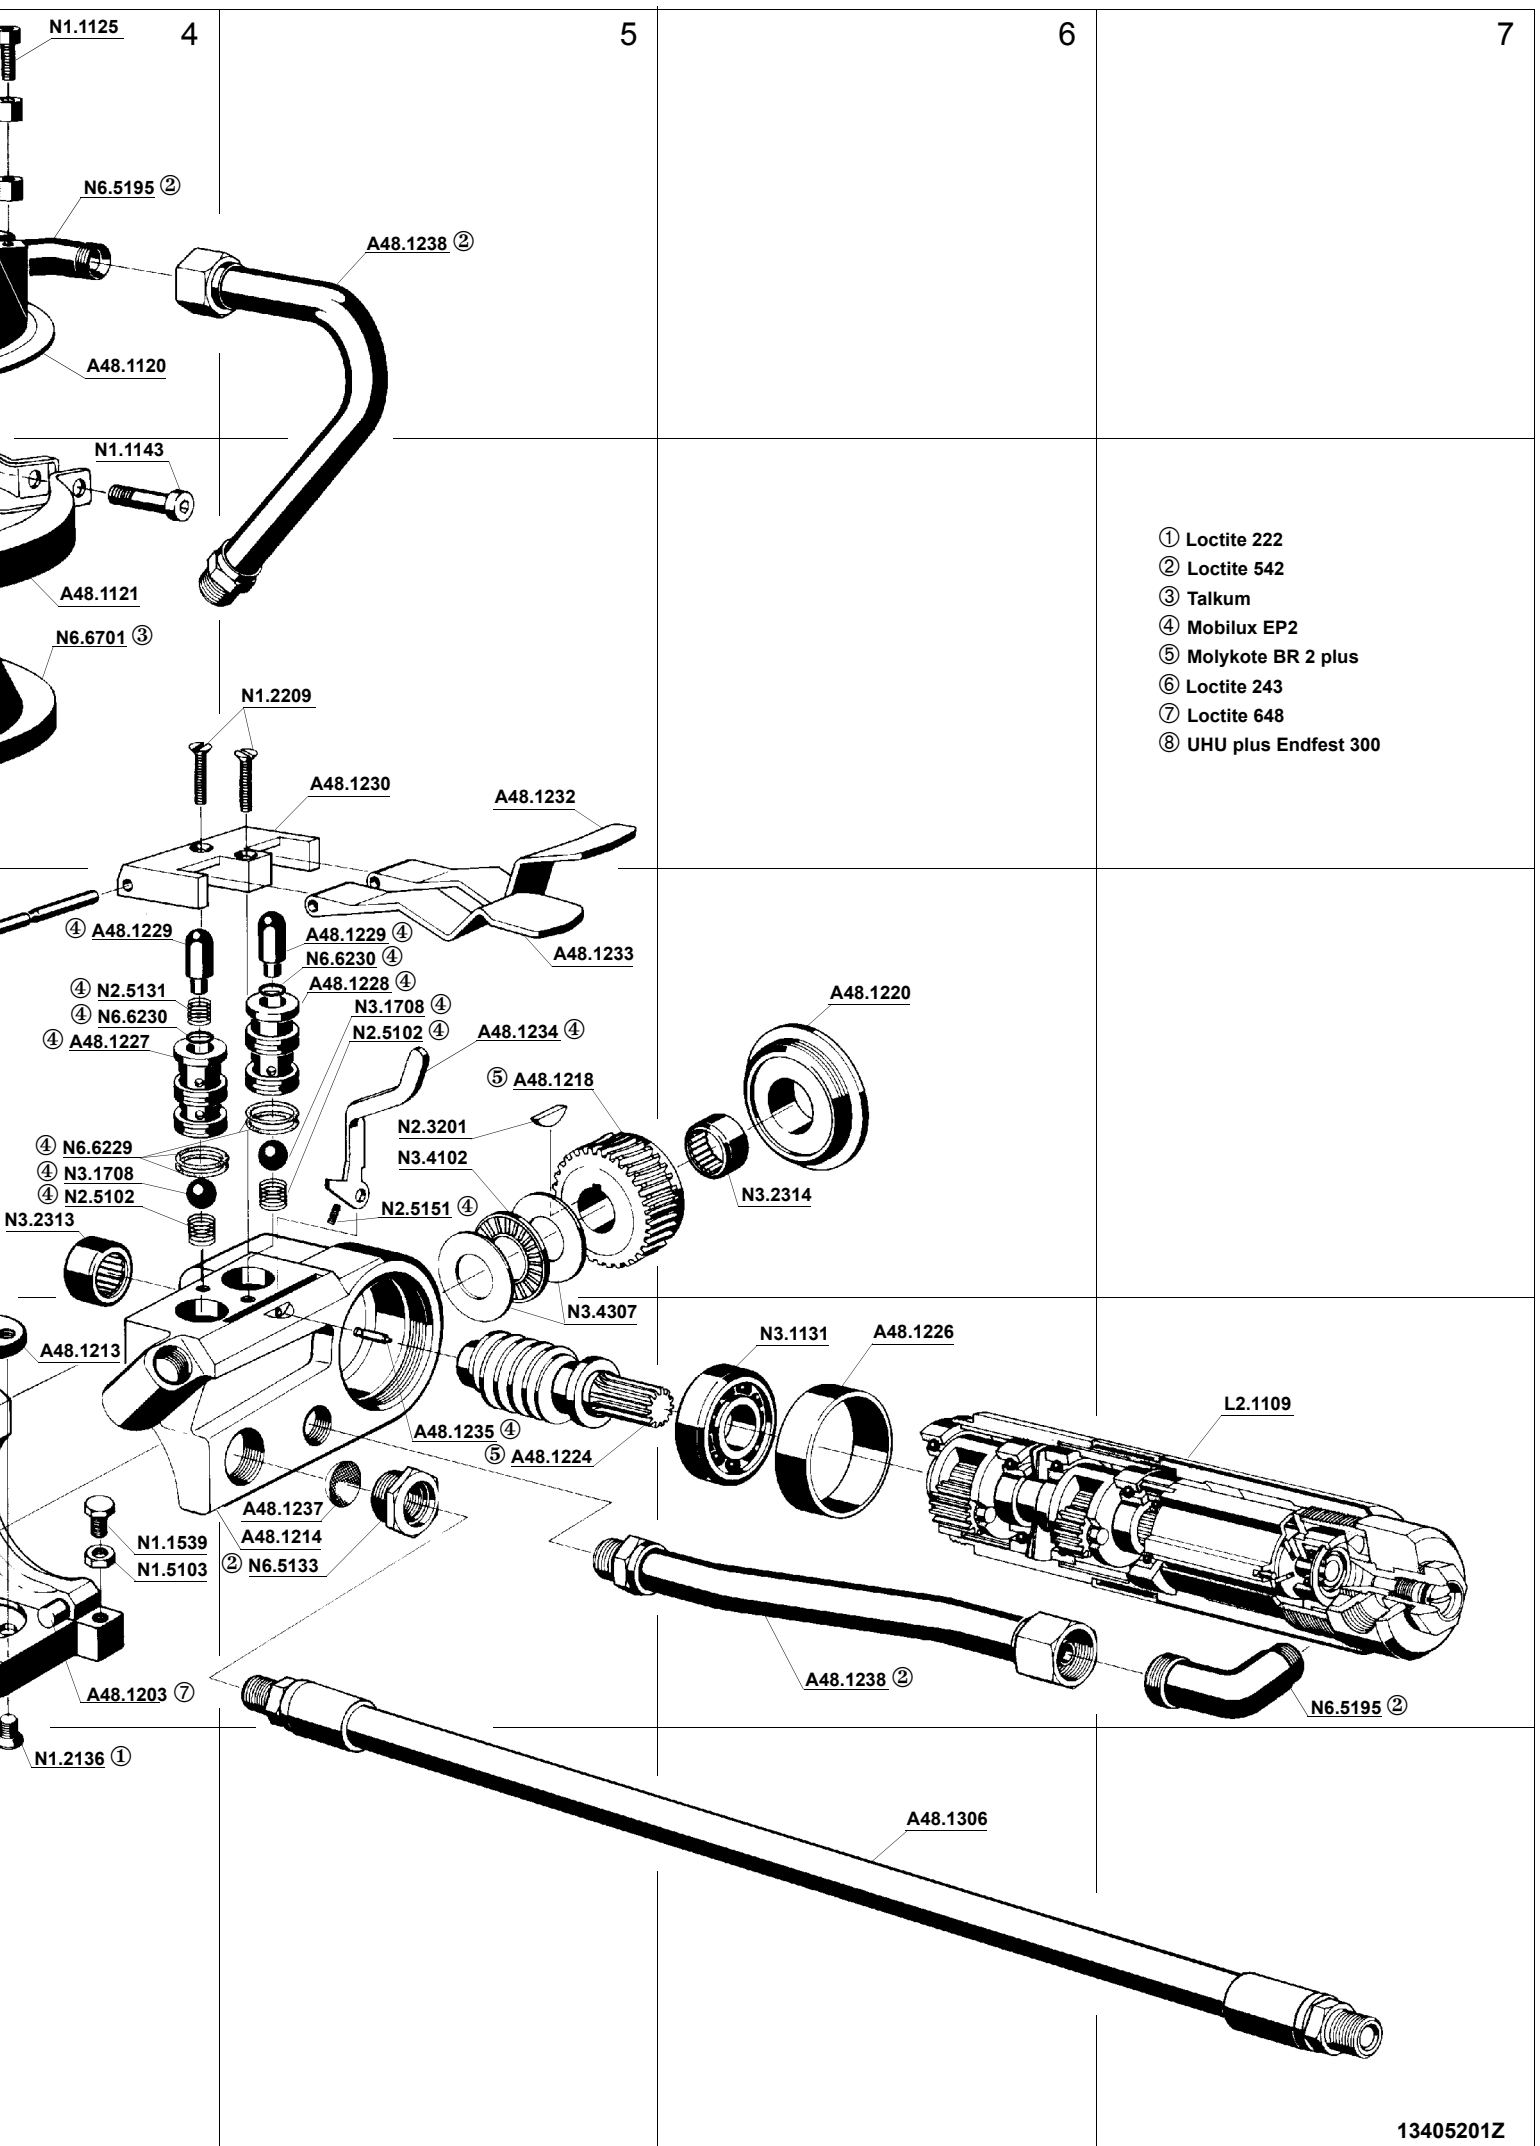 4
5
6
7
N1.1125
N6.5195 ②
A48.1238 ②
A48.1120
N1.1143
A48.1121
N6.6701 ③
① Loctite 222
② Loctite 542
③ Talkum
④ Mobilux EP2
⑤ Molykote BR 2 plus
⑥ Loctite 243
⑦ Loctite 648
⑧ UHU plus Endfest 300
N1.2209
A48.1230
A48.1232
④ A48.1229
A48.1229 ④
A48.1233
N6.6230 ④
④ N2.5131
A48.1228 ④
A48.1220
N3.1708 ④
④ N6.6230
N2.5102 ④
A48.1234 ④
④ A48.1227
⑤ A48.1218
N2.3201
④ N6.6229
N3.4102
④ N3.1708
④ N2.5102
N3.2314
N2.5151 ④
N3.2313
N3.4307
A48.1213
N3.1131
A48.1226
L2.1109
A48.1235 ④
⑤ A48.1224
A48.1237
A48.1214
N1.1539
② N6.5133
N1.5103
A48.1238 ②
A48.1203 ⑦
N6.5195 ②
N1.2136 ①
A48.1306
13405201Z